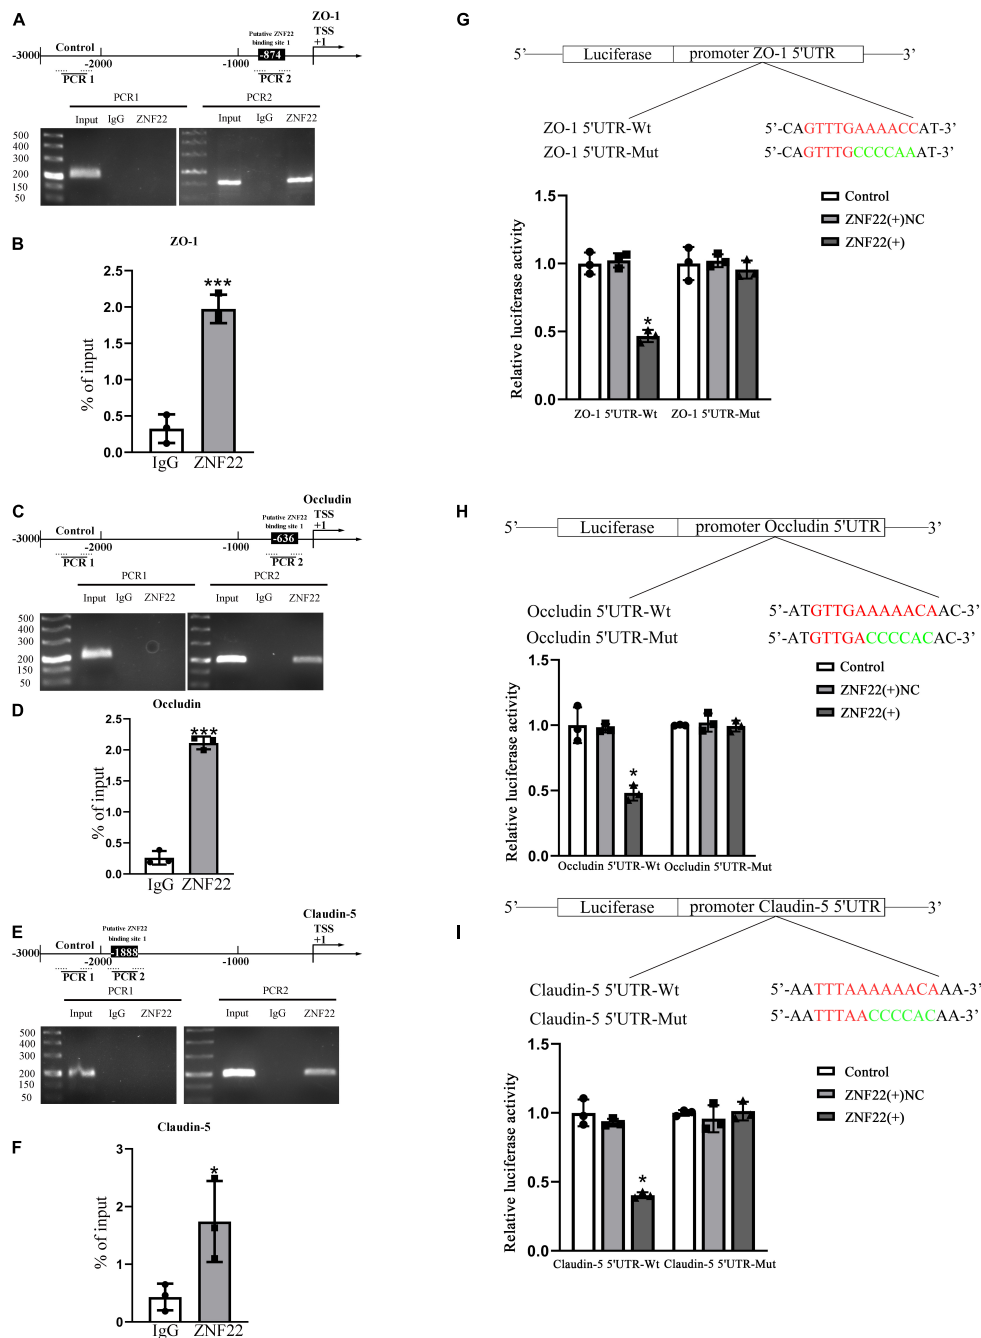 A
ZO-1
TSS
+1
Control
Putative ZNF22
binding site 1
-874
-3000
-2000
-1000
PCR 1
PCR 2
PCR1
PCR2
Input IgG ZNF22
Input IgG ZNF22
500
400
300
200
150
50
B
ZO-1
% of input
2.5
2.0
1.5
1.0
0.5
0.0
***
IgG ZNF22
C
Occludin
TSS
+1
Control
Putative ZNF22
binding site 1
-636
-3000
-2000
-1000
PCR 1
PCR 2
PCR1
PCR2
Input IgG ZNF22
Input IgG ZNF22
500
400
300
200
150
50
D
Occludin
% of input
2.5
2.0
1.5
1.0
0.5
0.0
***
IgG ZNF22
E
Claudin-5
TSS
+1
Control
Putative ZNF22
binding site 1
-1888
-3000
-2000
-1000
PCR 1
PCR 2
PCR1
PCR2
Input IgG ZNF22
Input IgG ZNF22
500
400
300
200
150
50
F
Claudin-5
% of input
3
2
1
0
*
IgG ZNF22
G
5' Luciferase promoter ZO-1 5'UTR 3'
ZO-1 5'UTR-Wt 5'-CAGTTTGAAAACCAT-3'
ZO-1 5'UTR-Mut 5'-CAGTTTGCCCCAAAT-3'
Relative luciferase activity
1.5
1.0
0.5
0.0
*
Control
ZNF22(+)NC
ZNF22(+)
ZO-1 5'UTR-Wt ZO-1 5'UTR-Mut
H
5' Luciferase promoter Occludin 5'UTR 3'
Occludin 5'UTR-Wt 5'-ATGTTGAAAAACAAC-3'
Occludin 5'UTR-Mut 5'-ATGTTGACCCCACAC-3'
Relative luciferase activity
1.5
1.0
0.5
0.0
*
Control
ZNF22(+)NC
ZNF22(+)
Occludin 5'UTR-Wt Occludin 5'UTR-Mut
I
5' Luciferase promoter Claudin-5 5'UTR 3'
Claudin-5 5'UTR-Wt 5'-AATTTAAAAAACAAA-3'
Claudin-5 5'UTR-Mut 5'-AATTTAACCCCACAA-3'
Relative luciferase activity
1.5
1.0
0.5
0.0
*
Control
ZNF22(+)NC
ZNF22(+)
Claudin-5 5'UTR-Wt Claudin-5 5'UTR-Mut